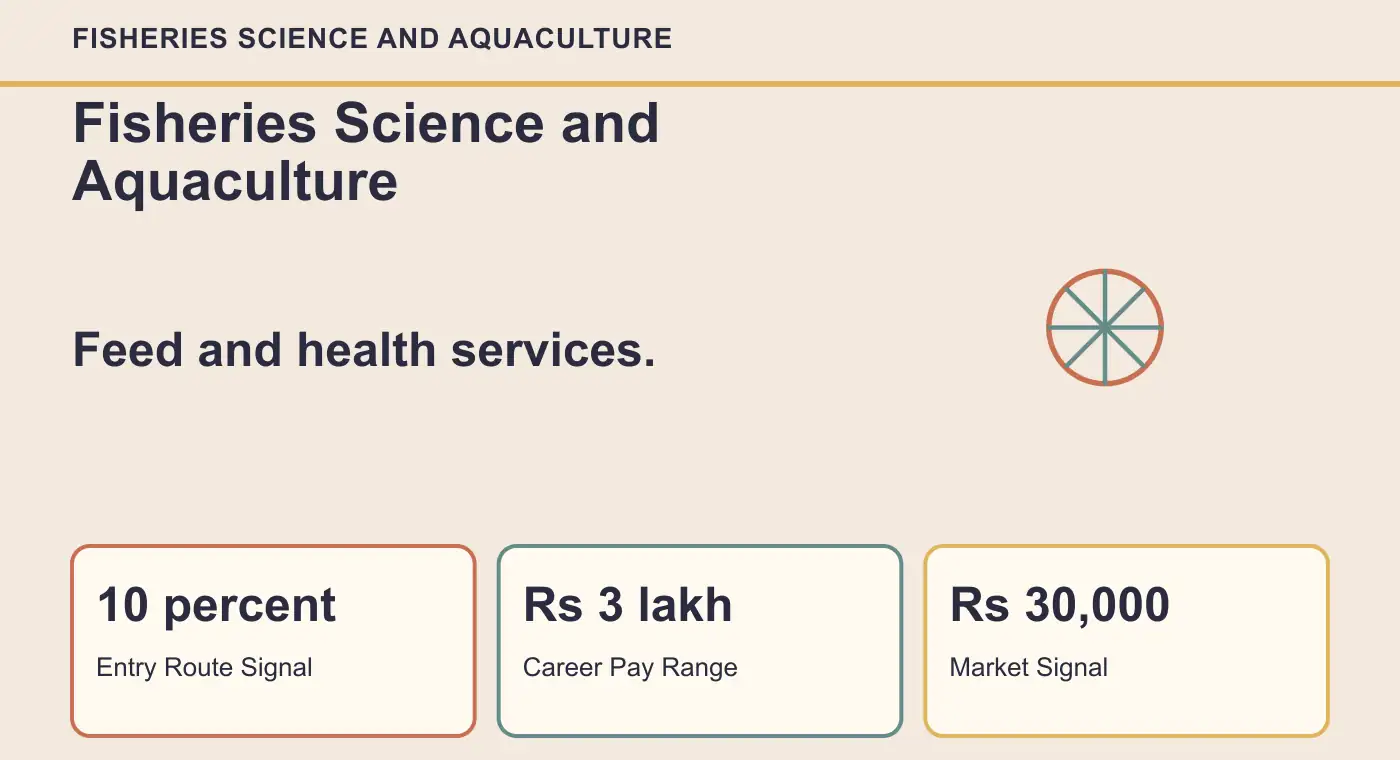 FISHERIES SCIENCE AND AQUACULTURE
Fisheries Science and
Aquaculture
Feed and health services.
10 percent
Entry Route Signal
Rs 3 lakh
Career Pay Range
Rs 30,000
Market Signal